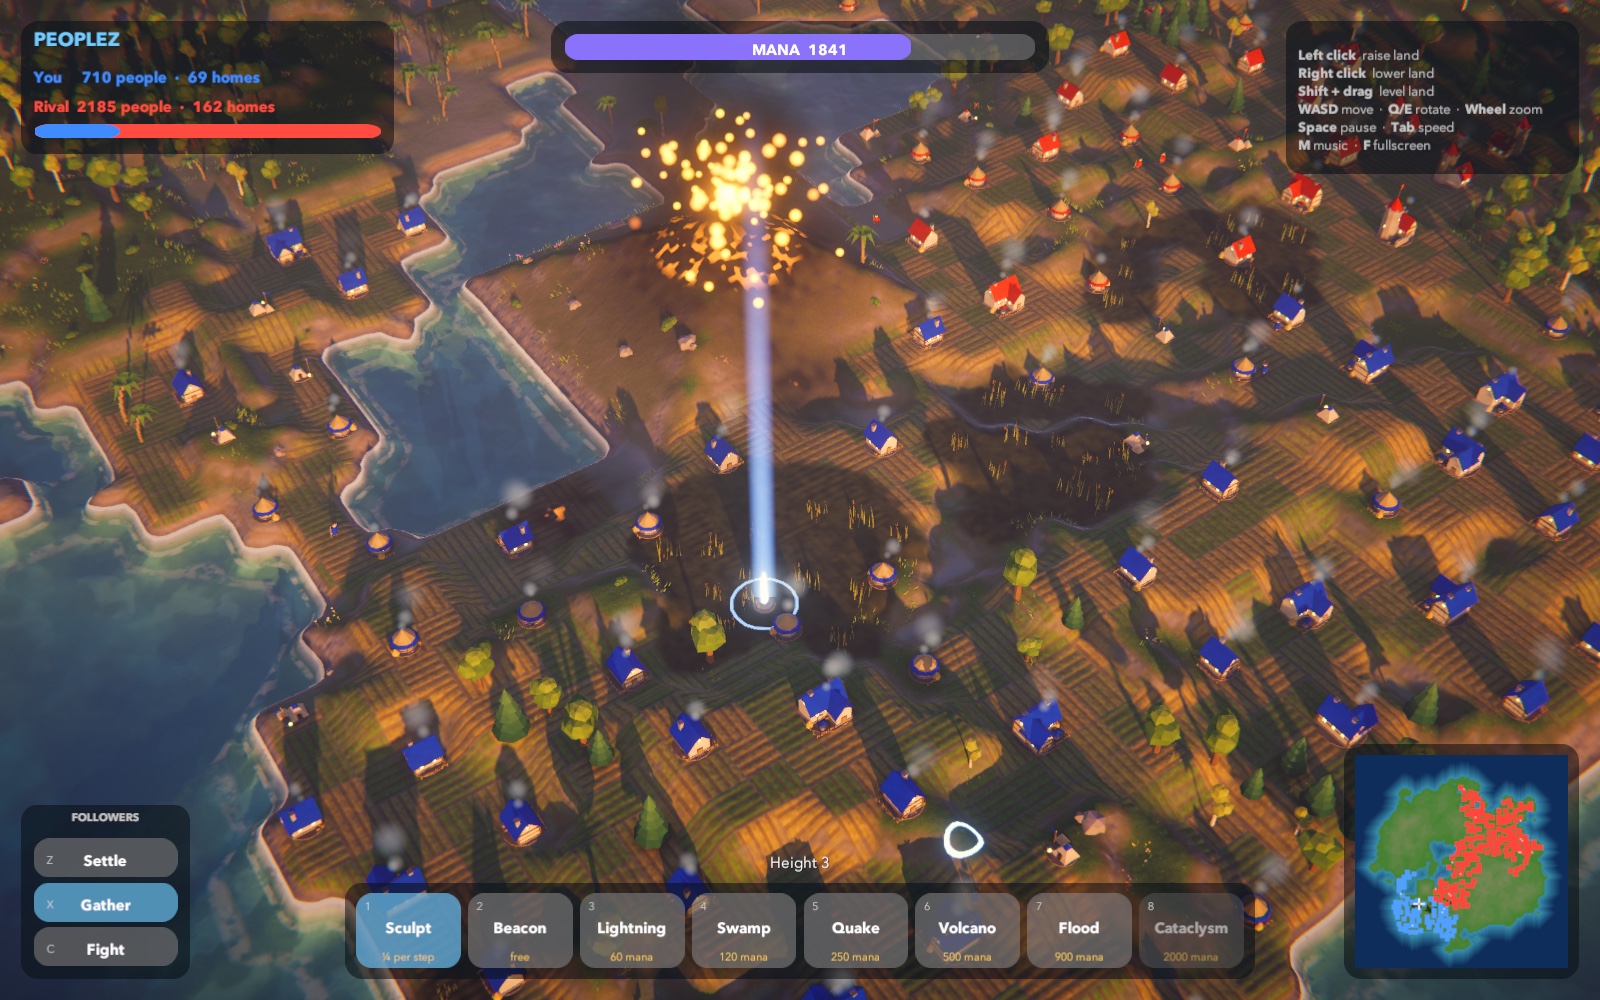 PEOPLEZ
You 710 people · 69 homes
Rival 2185 people · 162 homes
MANA 1841
Left click raise land
Right click lower land
Shift + drag level land
WASD move · Q/E rotate · Wheel zoom
Space pause · Tab speed
M music · F fullscreen
FOLLOWERS
Z Settle
X Gather
C Fight
Height 3
1 Sculpt ¼ per step
2 Beacon free
3 Lightning 60 mana
4 Swamp 120 mana
5 Quake 250 mana
6 Volcano 500 mana
7 Flood 900 mana
8 Cataclysm 2000 mana